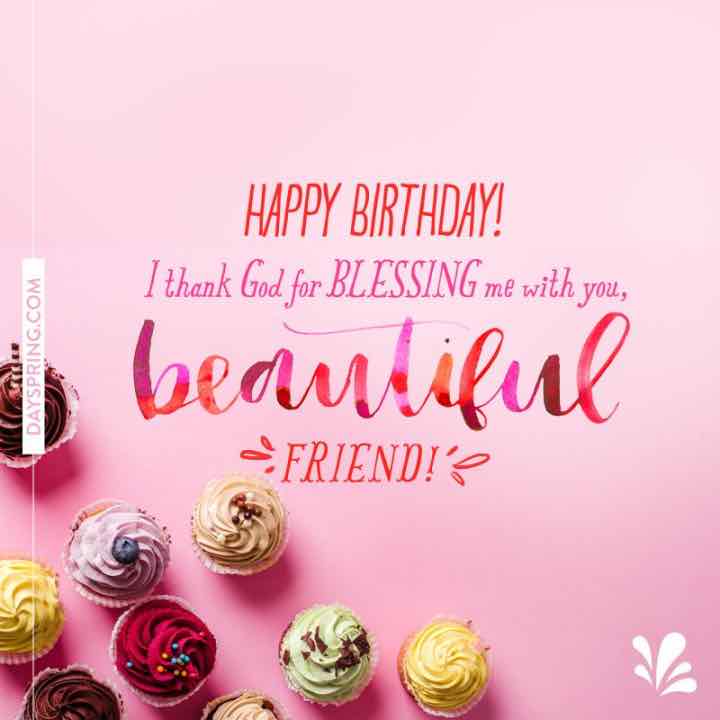 HAPPY BIRTHDAY!
I thank God for BLESSING me with you,
beautiful
FRIEND!
DAYSPRING.COM